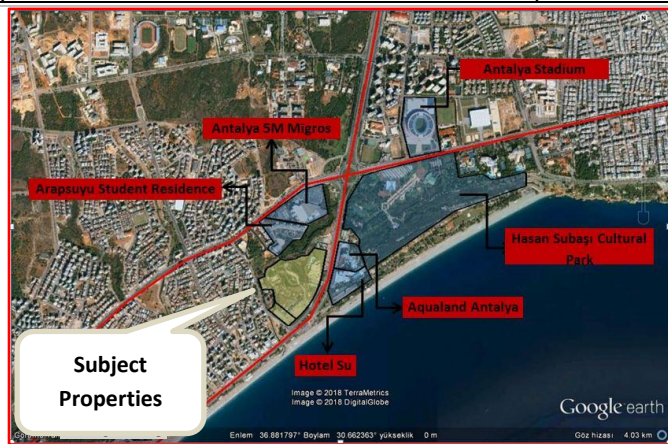 Antalya Stadium
Antalya 5M Migros
Arapsuyu Student Residence
Hasan Subaşı Cultural
Park
Aqualand Antalya
Subject
Properties
Hotel Su
Image © 2018 TerraMetrics
Image © 2018 DigitalGlobe
Google earth
Enlem 36.881797° Boylam 30.662363° yükseklik 0 m
Göz hizası 4.03 km